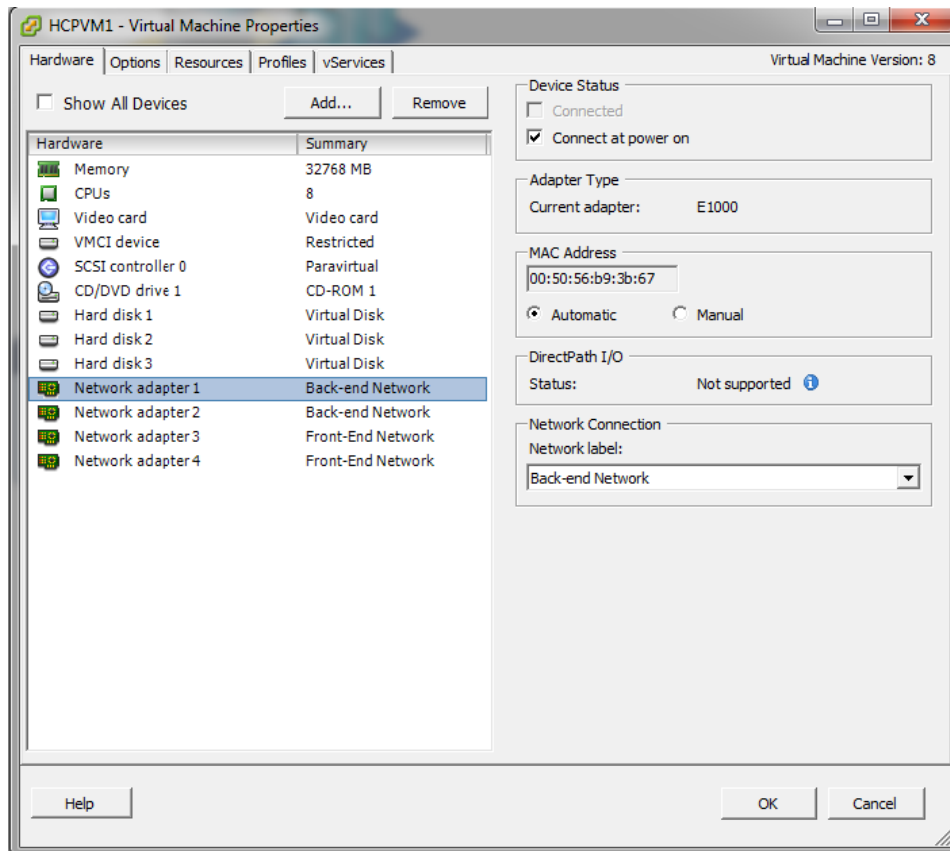 HCPVM1 - Virtual Machine Properties
Hardware Options Resources Profiles vServices Virtual Machine Version: 8
Show All Devices Add... Remove
Hardware Summary
Memory 32768 MB
CPUs 8
Video card Video card
VMCI device Restricted
SCSI controller 0 Paravirtual
CD/DVD drive 1 CD-ROM 1
Hard disk 1 Virtual Disk
Hard disk 2 Virtual Disk
Hard disk 3 Virtual Disk
Network adapter 1 Back-end Network
Network adapter 2 Back-end Network
Network adapter 3 Front-End Network
Network adapter 4 Front-End Network
Device Status
Connected
Connect at power on
Adapter Type
Current adapter: E1000
MAC Address
00:50:56:b9:3b:67
Automatic Manual
DirectPath I/O
Status: Not supported
Network Connection
Network label:
Back-end Network
Help OK Cancel